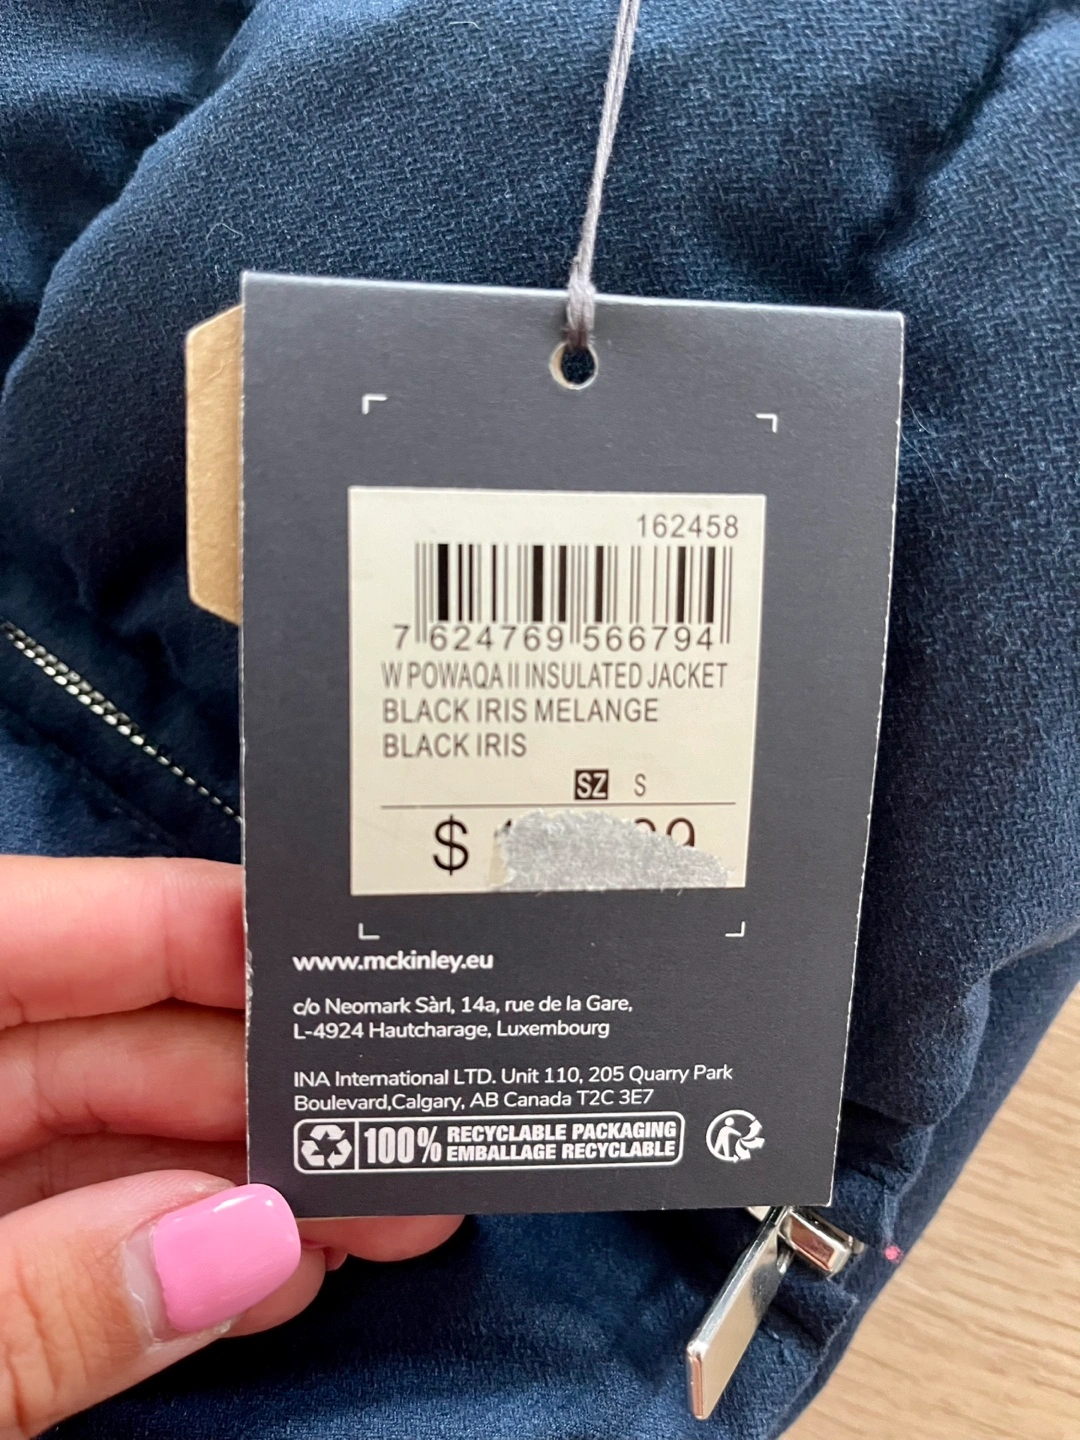 162458
7 624769 566794
W POWAQA II INSULATED JACKET
BLACK IRIS MELANGE
BLACK IRIS
SZ S
$
www.mckinley.eu
c/o Neomark Sàrl, 14a, rue de la Gare,
L-4924 Hautcharage, Luxembourg
INA International LTD. Unit 110, 205 Quarry Park
Boulevard,Calgary, AB Canada T2C 3E7
100% RECYCLABLE PACKAGING
EMBALLAGE RECYCLABLE